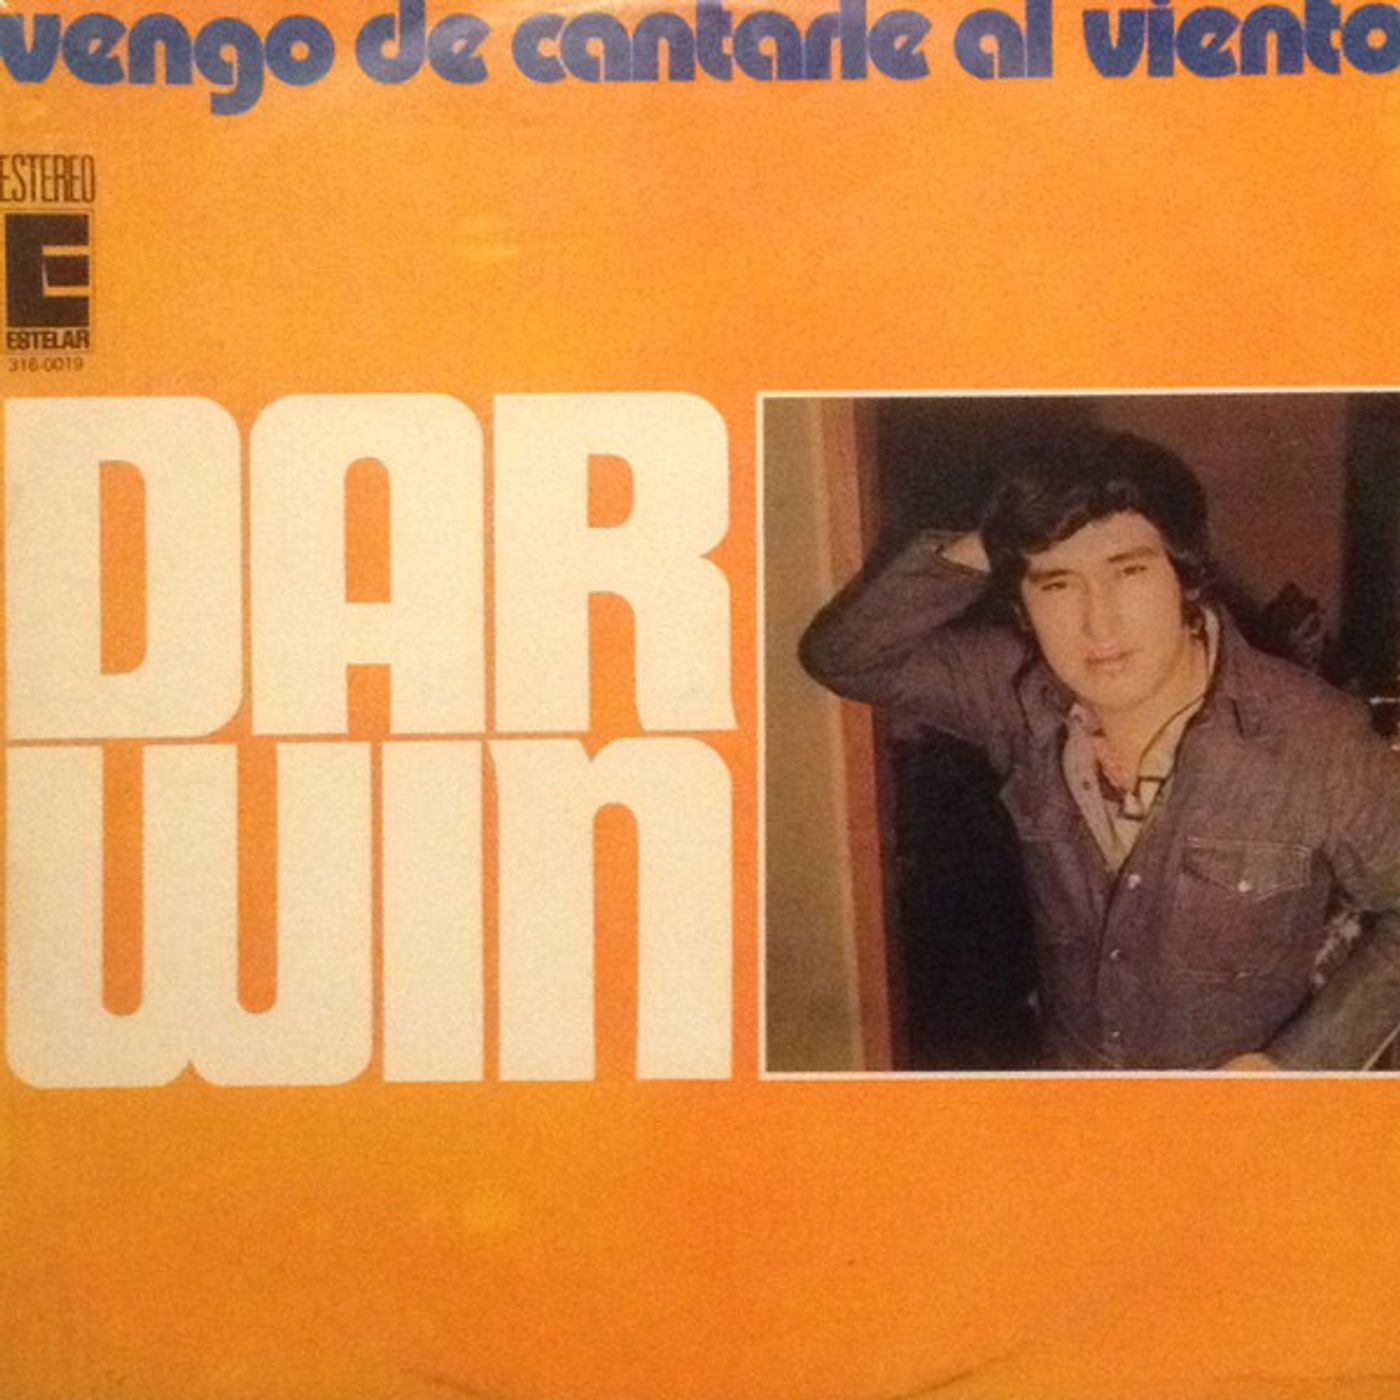 vengo de cantarle al viento
ESTEREO
E
ESTELAR
316-0019
DAR
WIN